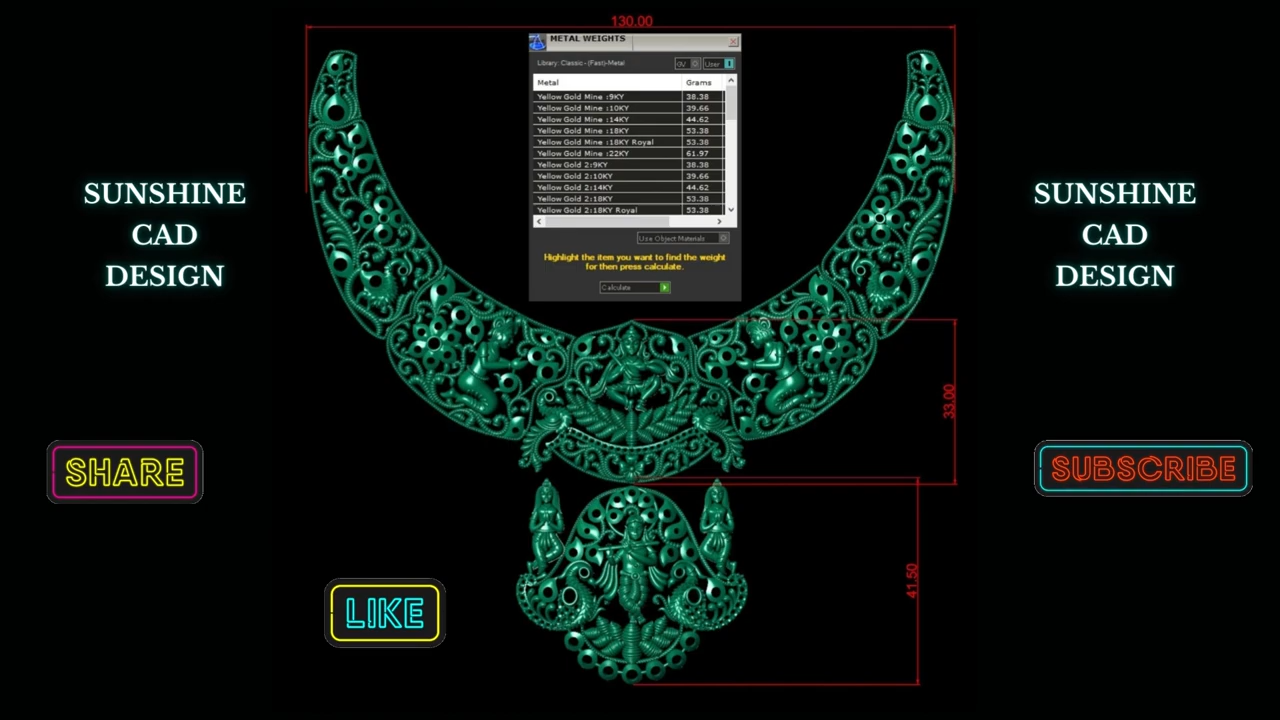 130.00
METAL WEIGHTS
Library: Classic - (Fast)-Metal
User
Metal Grams
Yellow Gold Mine :9KY 38.38
Yellow Gold Mine :10KY 39.66
Yellow Gold Mine :14KY 44.62
Yellow Gold Mine :18KY 53.38
Yellow Gold Mine :18KY Royal 53.38
Yellow Gold Mine :22KY 61.97
Yellow Gold 2:9KY 38.38
Yellow Gold 2:10KY 39.66
Yellow Gold 2:14KY 44.62
Yellow Gold 2:18KY 53.38
Yellow Gold 2:18KY Royal 53.38
Use Object Materials
Highlight the item you want to find the weight
for then press calculate.
Calculate
SUNSHINE
CAD
DESIGN
SUNSHINE
CAD
DESIGN
33.00
SHARE
SUBSCRIBE
41.50
LIKE